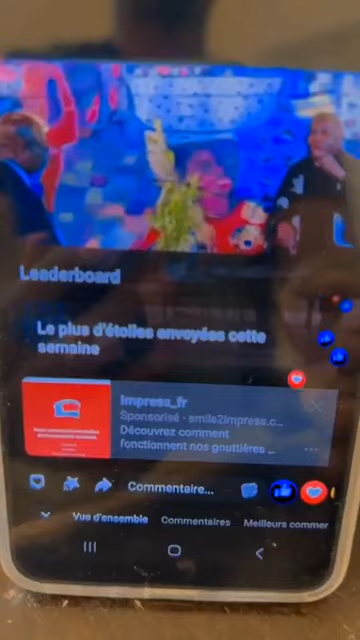 Leaderboard
Le plus d'étoiles envoyées cette
semaine
Impress_fr
Sponsorisé · smile2impress.c...
Découvrez comment
fonctionnent nos gouttières ...
Commentaire...
Vue d'ensemble Commentaires Meilleurs commen